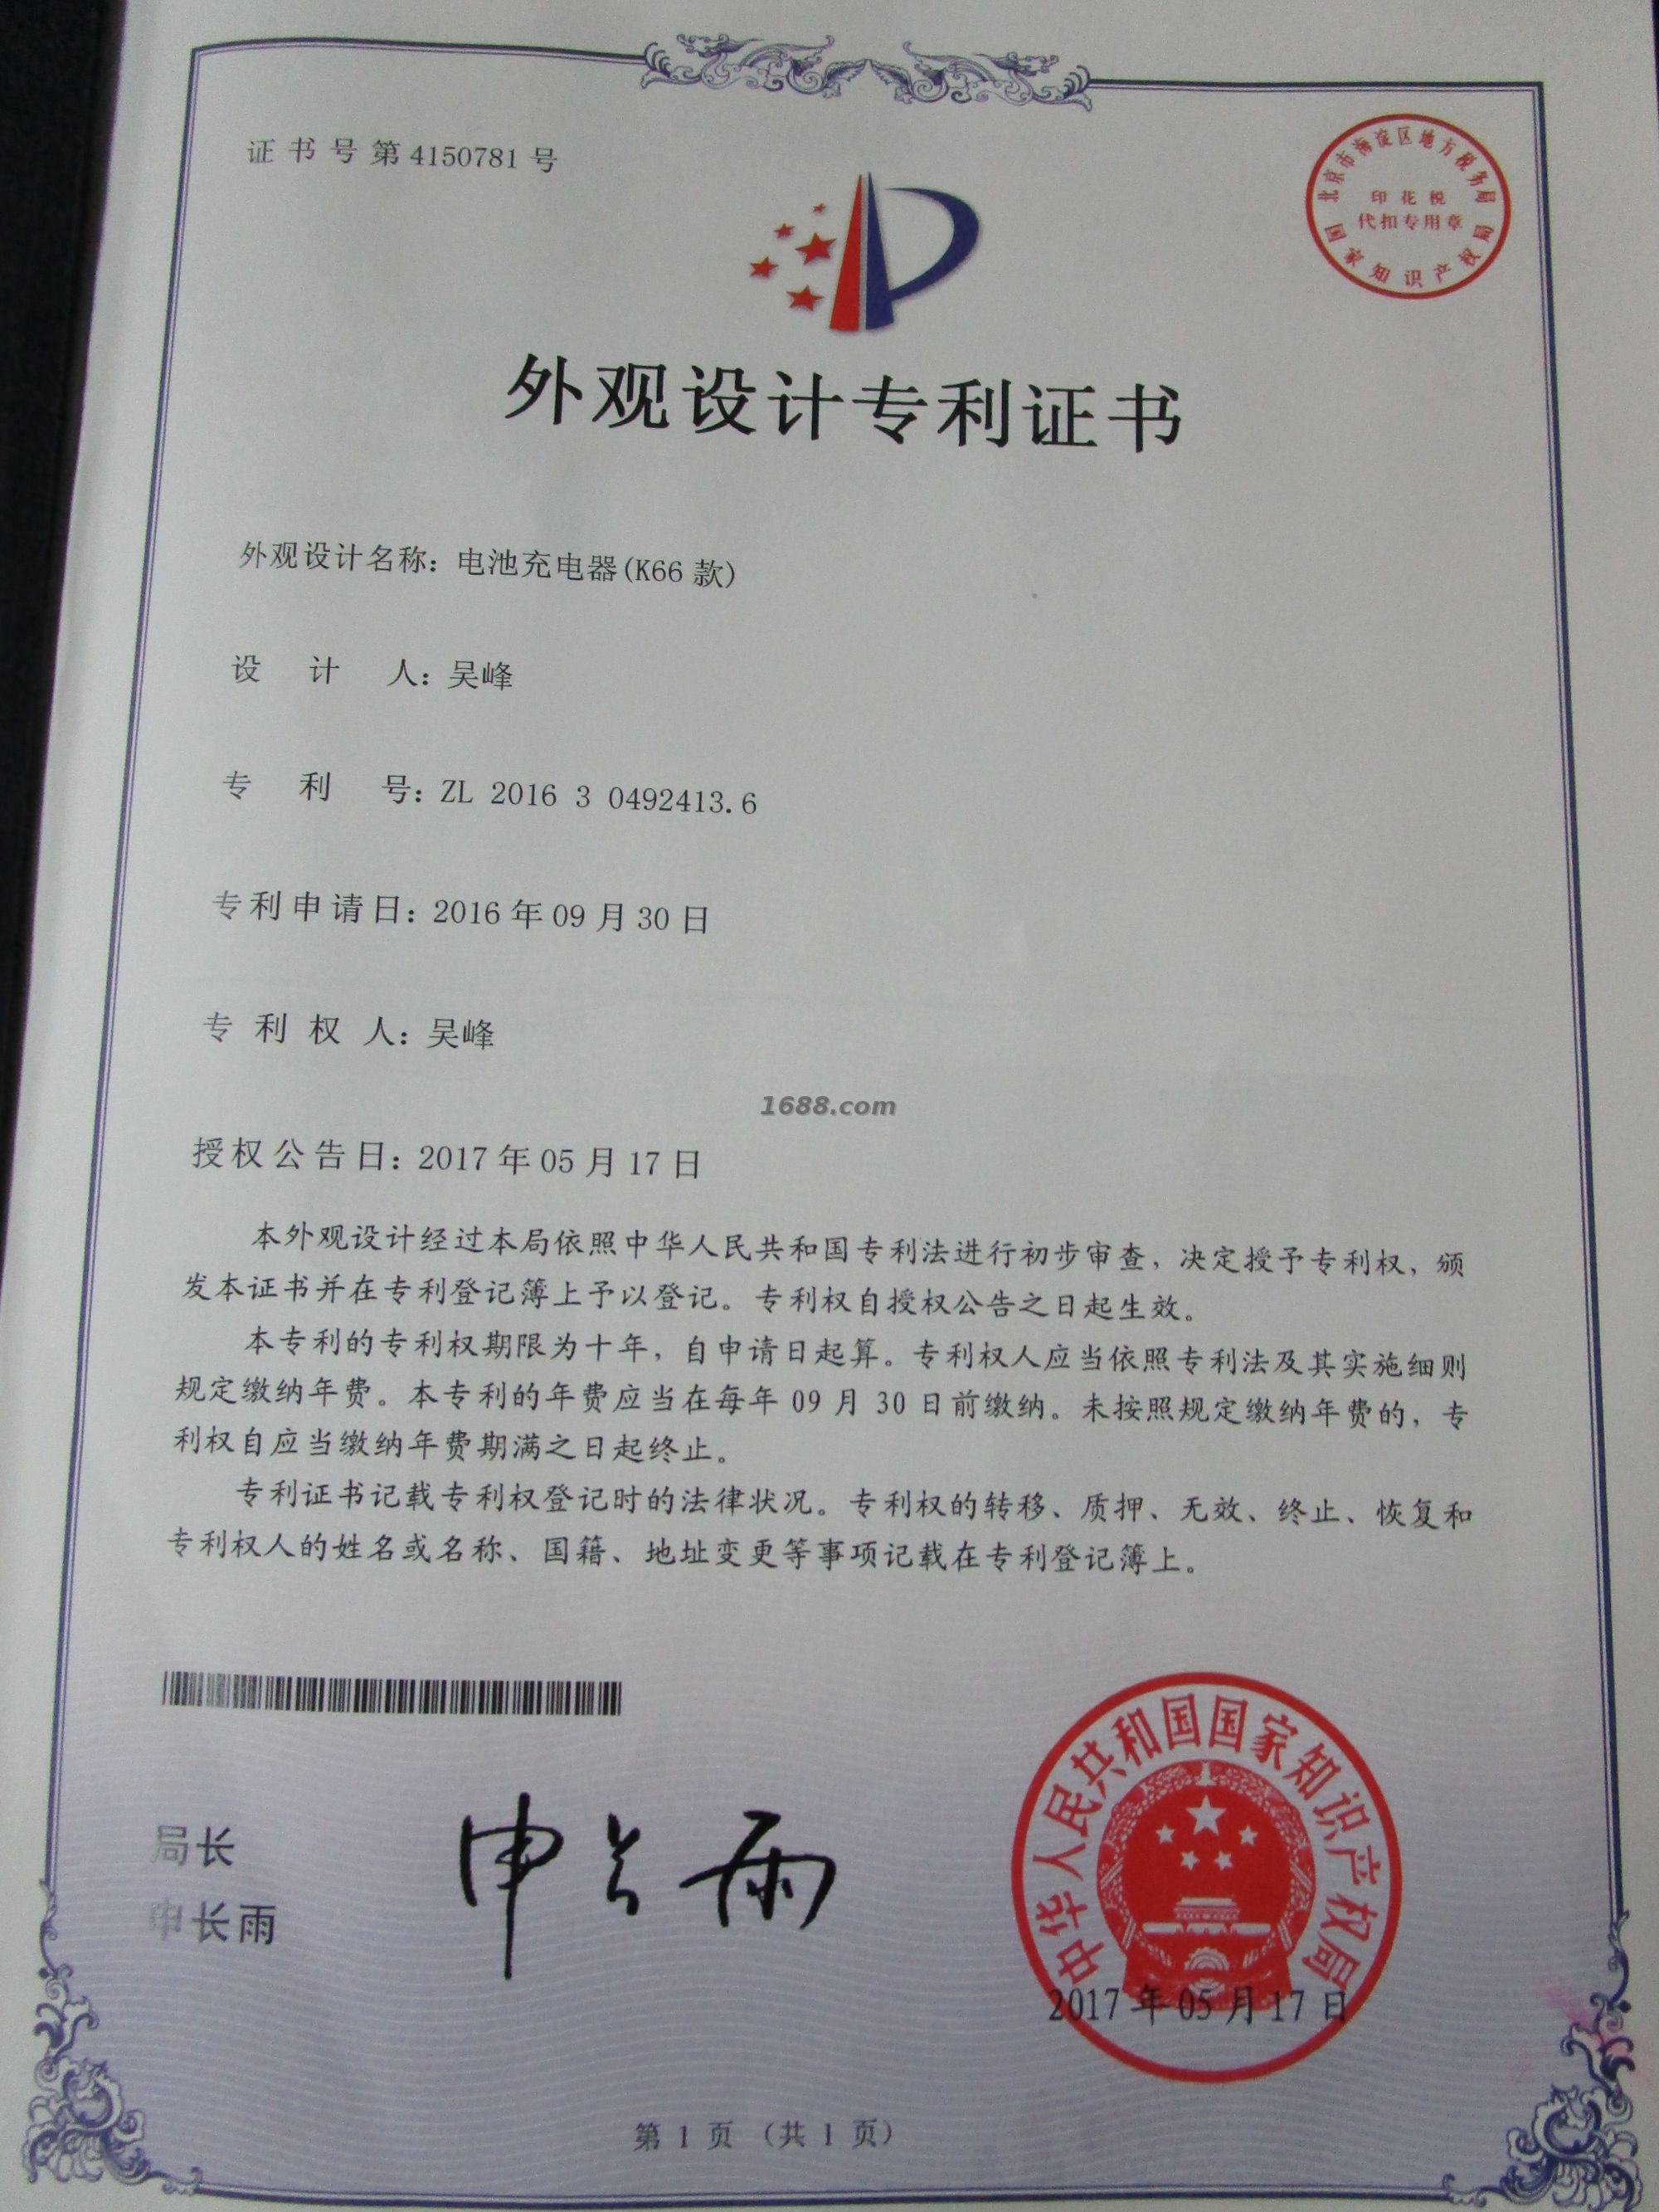 证书号第4150781号
北京市海淀区地方税务局
印花税
代扣专用章
国家知识产权局
外观设计专利证书
外观设计名称：电池充电器(K66款)
设计人：吴峰
专利号：ZL 2016 3 0492413.6
专利申请日：2016年09月30日
专利权人：吴峰
1688.com
授权公告日：2017年05月17日
本外观设计经过本局依照中华人民共和国专利法进行初步审查，决定授予专利权，颁
发本证书并在专利登记簿上予以登记。专利权自授权公告之日起生效。
本专利的专利权期限为十年，自申请日起算。专利权人应当依照专利法及其实施细则
规定缴纳年费。本专利的年费应当在每年 09 月 30 日前缴纳。未按照规定缴纳年费的，专
利权自应当缴纳年费期满之日起终止。
专利证书记载专利权登记时的法律状况。专利权的转移、质押、无效、终止、恢复和
专利权人的姓名或名称、国籍、地址变更等事项记载在专利登记簿上。
局长
申长雨
申长雨
中华人民共和国国家知识产权局
2017年05月17日
第 1 页 （共 1 页）